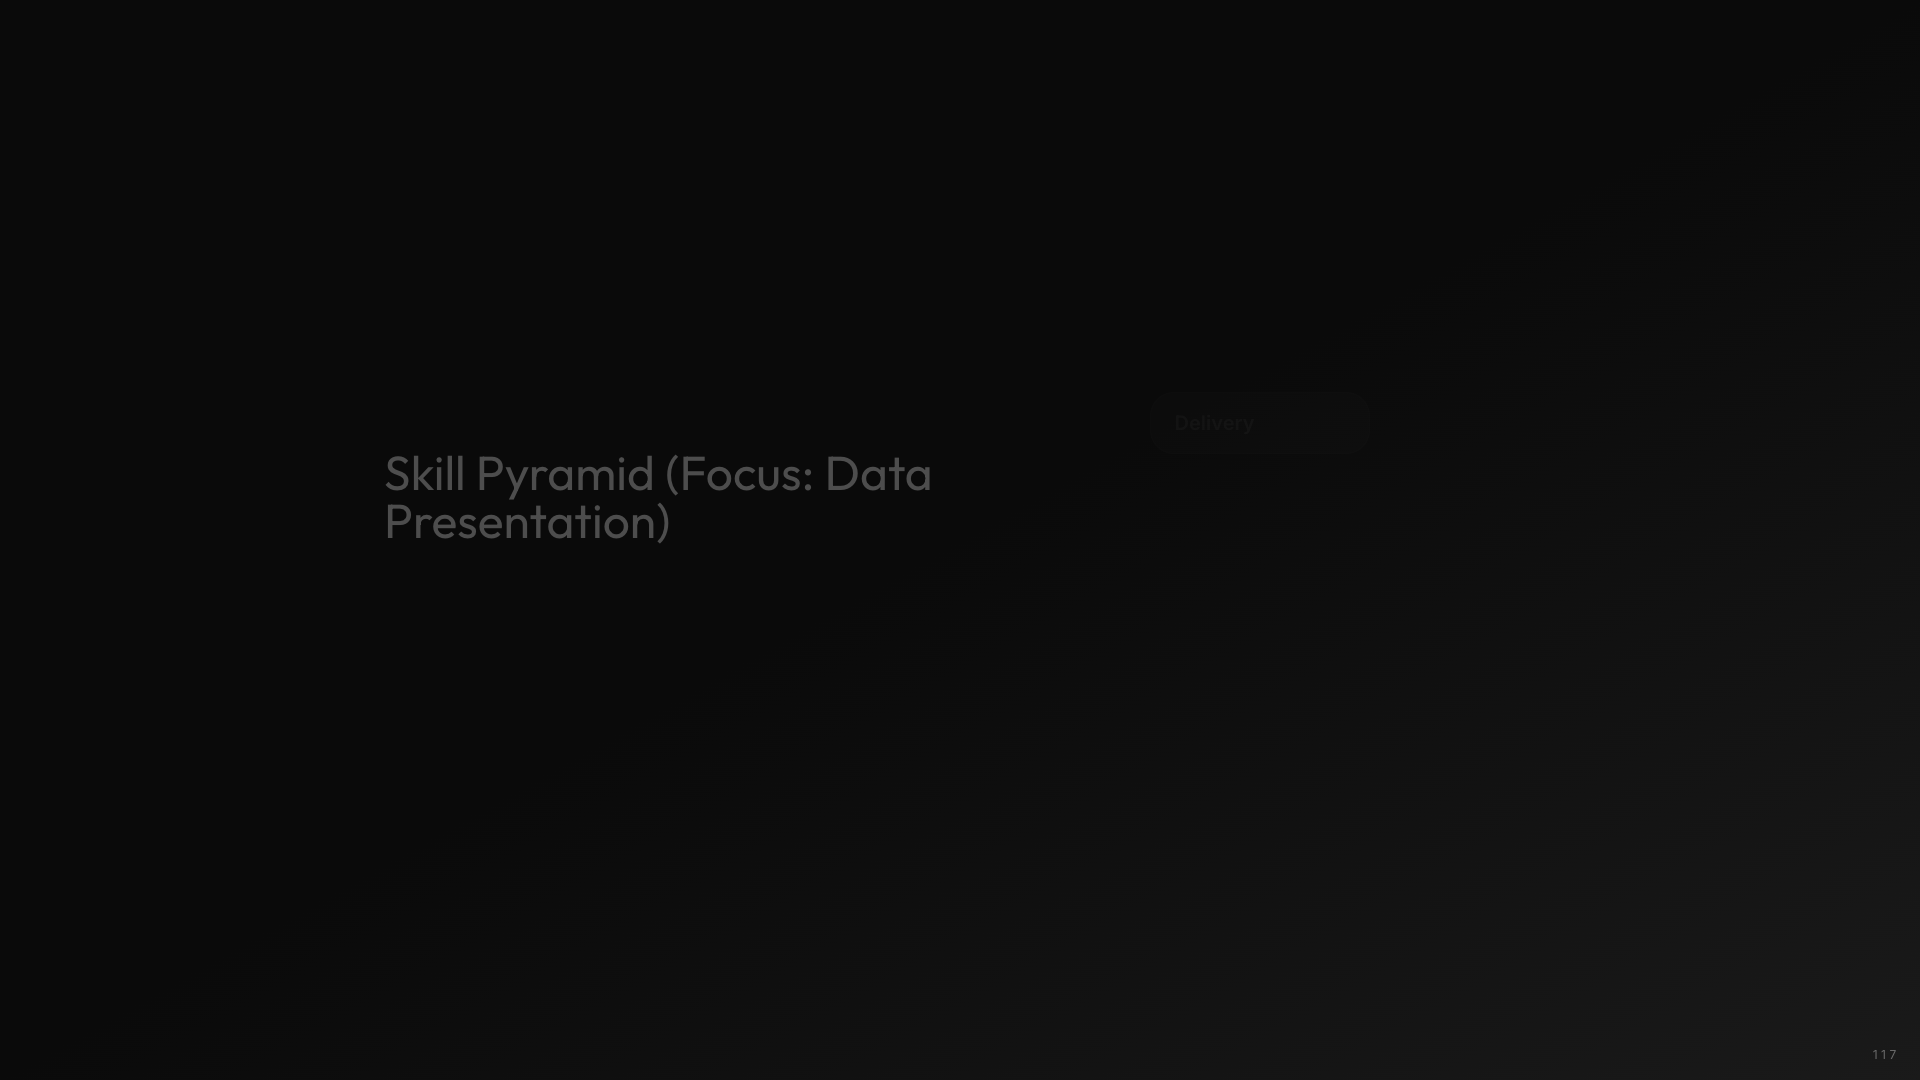 Skill Pyramid (Focus: Data
Presentation)
Delivery
117